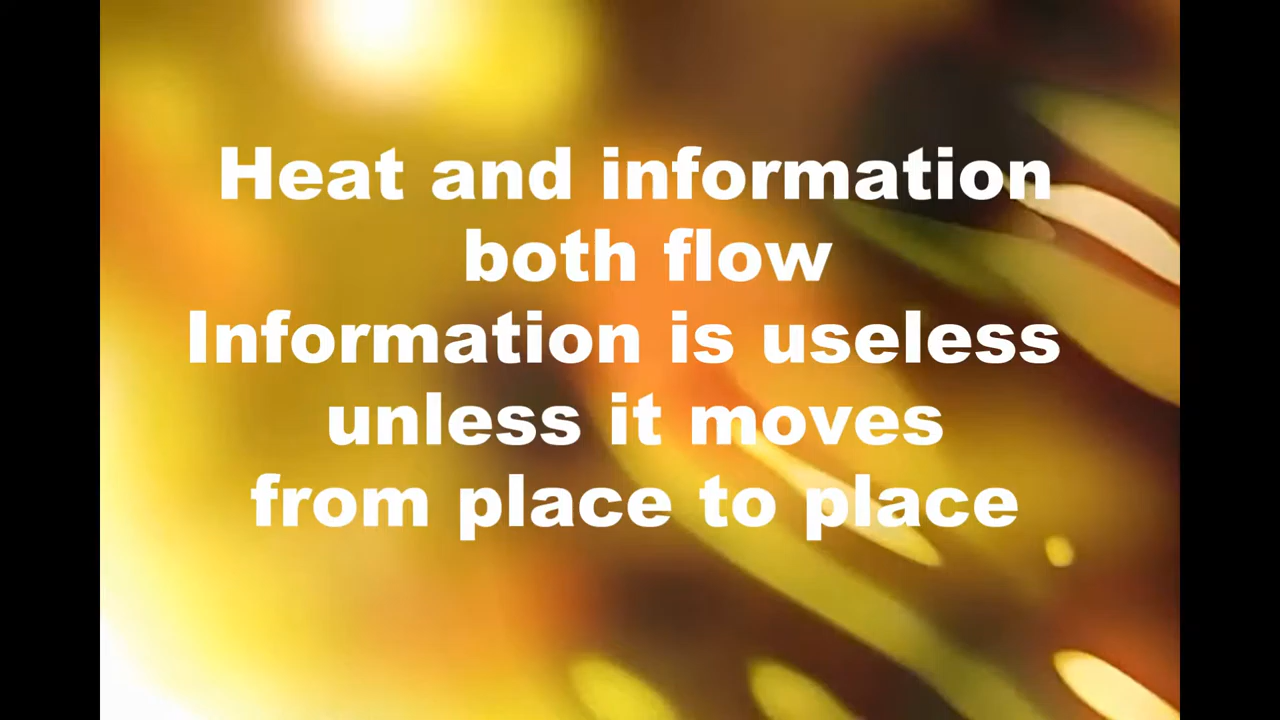 Heat and information
both flow
Information is useless
unless it moves
from place to place